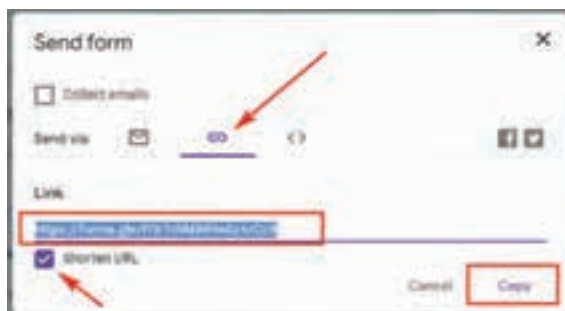 Send form
Collect emails
Send via
Link
Shorten URL
Cancel Copy